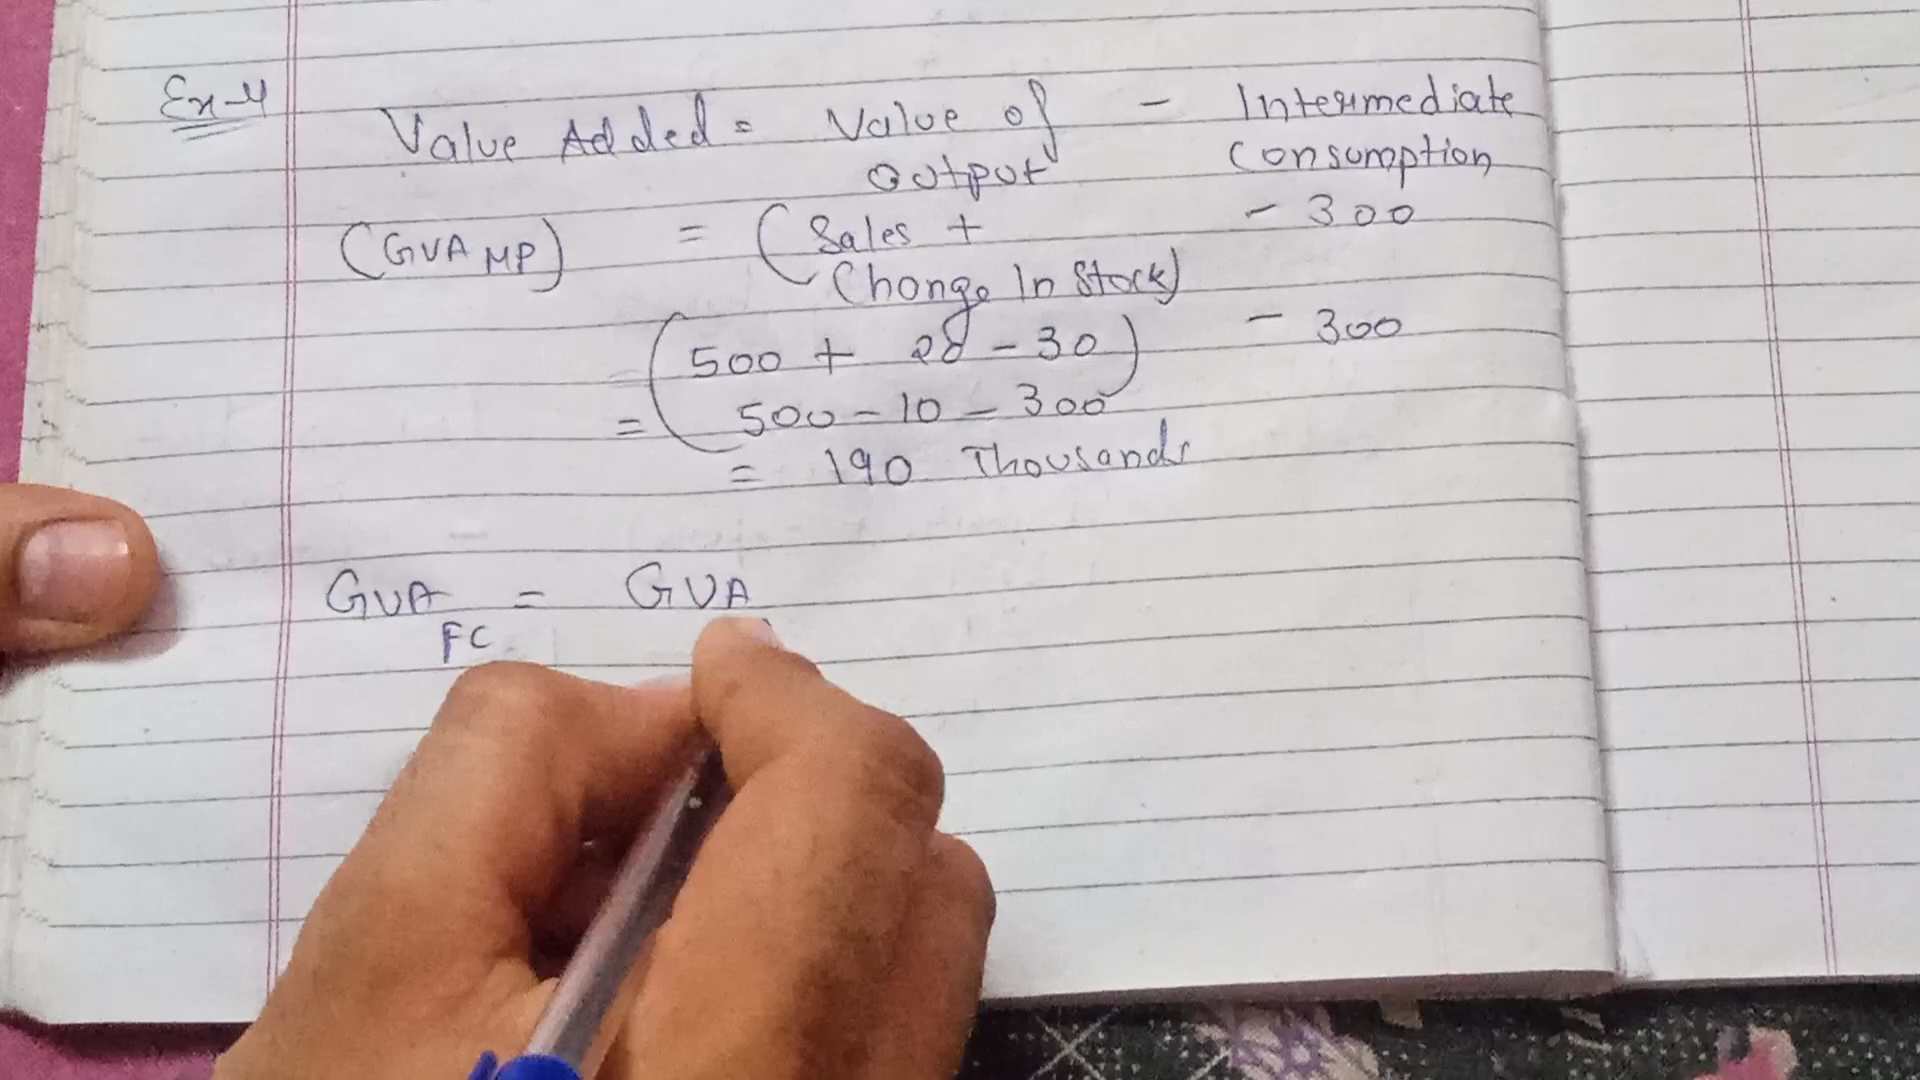 Ex-4
Value Added = Value of output - Intermediate Consumption
(GVA MP) = (Sales + Change In Stock) - 300
= (500 + 20 - 30) - 300
= 500 - 10 - 300
= 190 Thousands
GVA FC = GVA